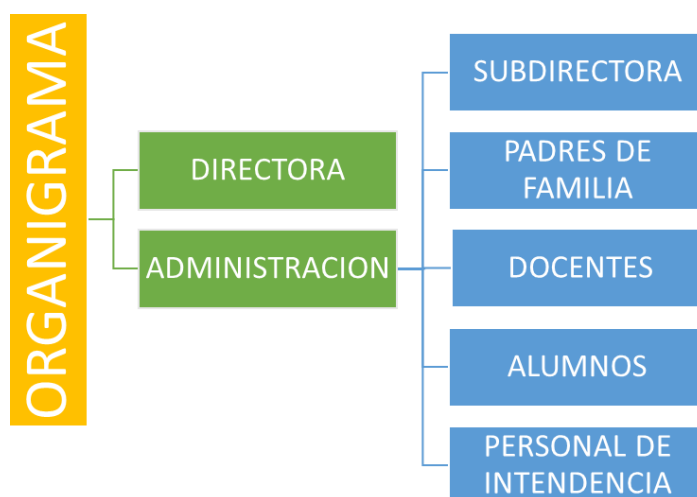 ORGANIGRAMA
DIRECTORA
ADMINISTRACION
SUBDIRECTORA
PADRES DE
FAMILIA
DOCENTES
ALUMNOS
PERSONAL DE
INTENDENCIA